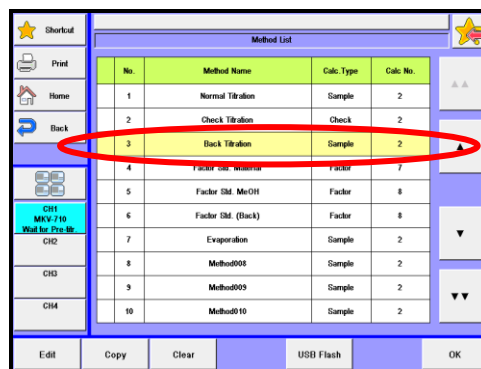 Shortcut
Print
Home
Back
CH1
MKV-710
Wait for Pre-titr.
CH2
CH3
CH4
Method List
No. Method Name Calc.Type Calc No.
1 Normal Titration Sample 2
2 Check Titration Check 2
3 Back Titration Sample 2
4 Factor Std. Material Factor 7
5 Factor Std. MeOH Factor 8
6 Factor Std. (Back) Factor 8
7 Evaporation Sample 2
8 Method008 Sample 2
9 Method009 Sample 2
10 Method010 Sample 2
Edit Copy Clear USB Flash OK